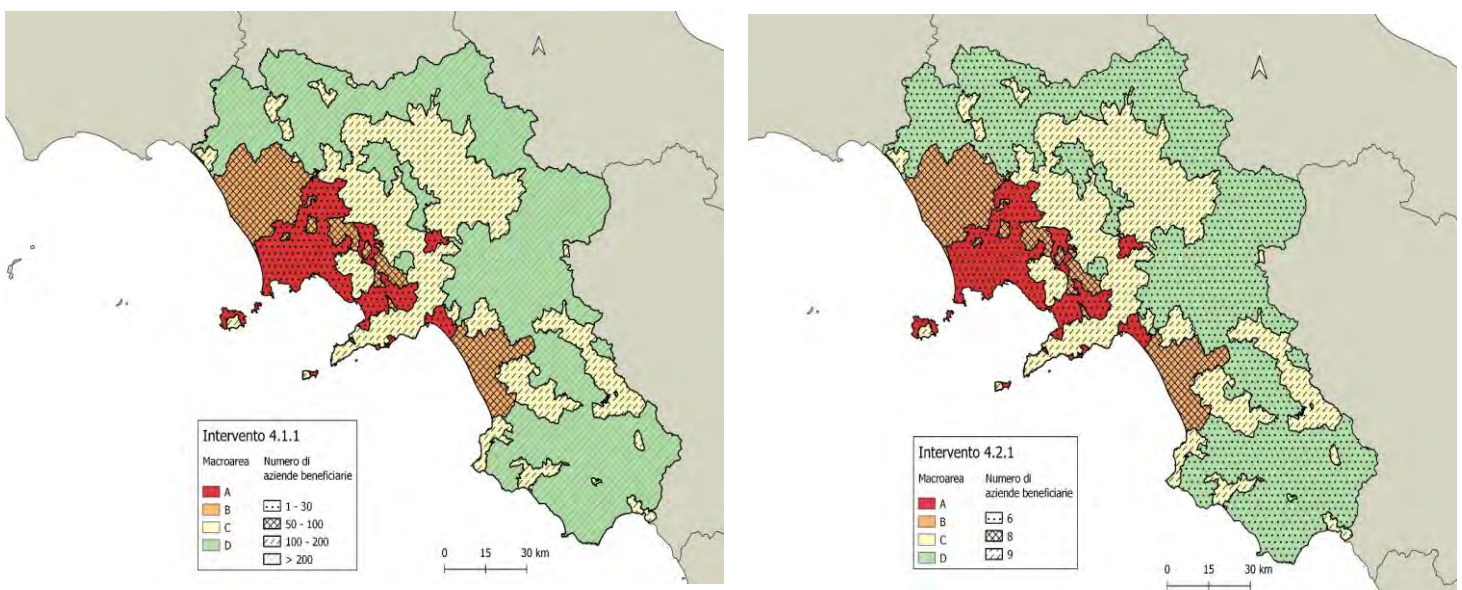 Intervento 4.1.1
Macroarea
Numero di
aziende beneficiarie
A
B
C
D
1 - 30
50 - 100
100 - 200
> 200
0 15 30 km
Intervento 4.2.1
Macroarea
Numero di
aziende beneficiarie
A
B
C
D
6
8
9
0 15 30 km